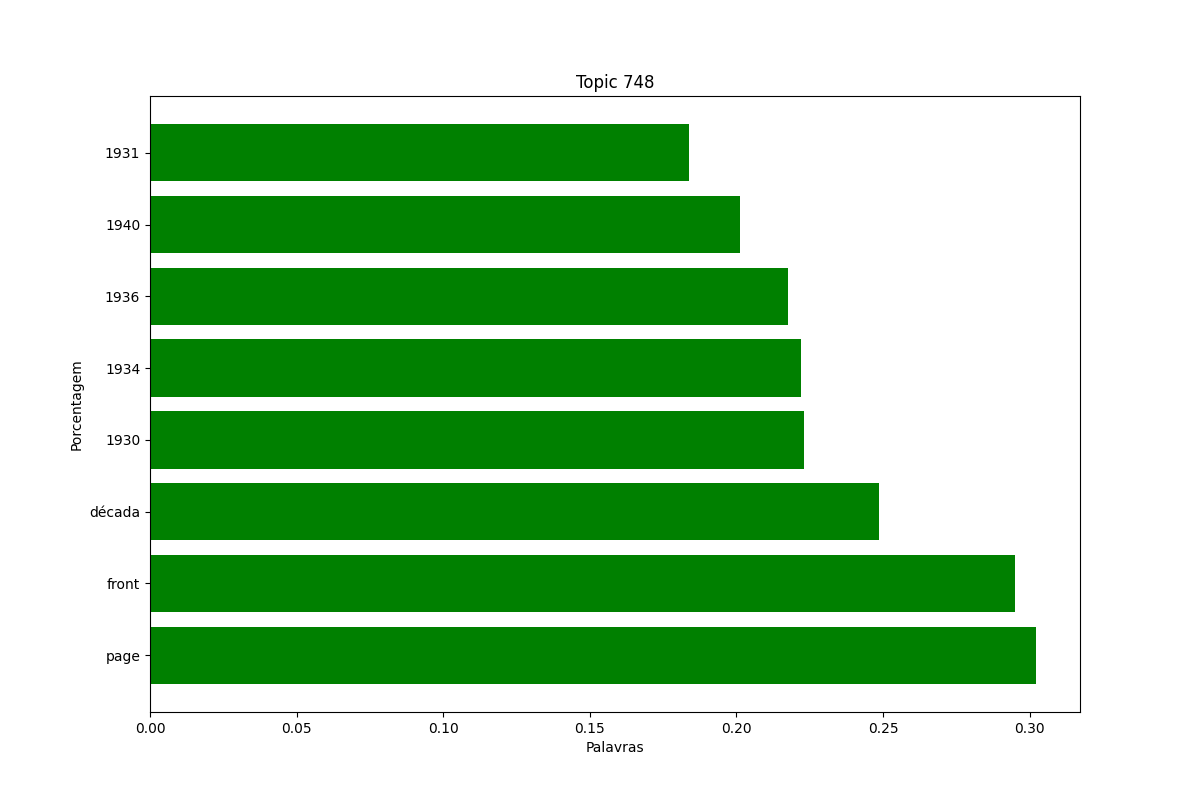 Topic 748
1931
1940
1936
1934
1930
década
front
page
Porcentagem
0.00 0.05 0.10 0.15 0.20 0.25 0.30
Palavras